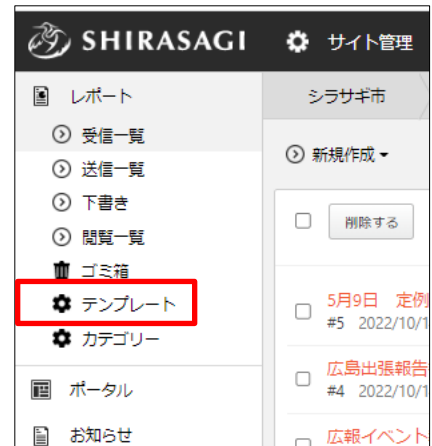 SHIRASAGI
サイト管理
レポート
受信一覧
送信一覧
下書き
閲覧一覧
ゴミ箱
テンプレート
カテゴリー
ポータル
お知らせ
シラサギ市
新規作成
削除する
5月9日 定例
#5 2022/10/1
広島出張報告
#4 2022/10/1
広報イベント